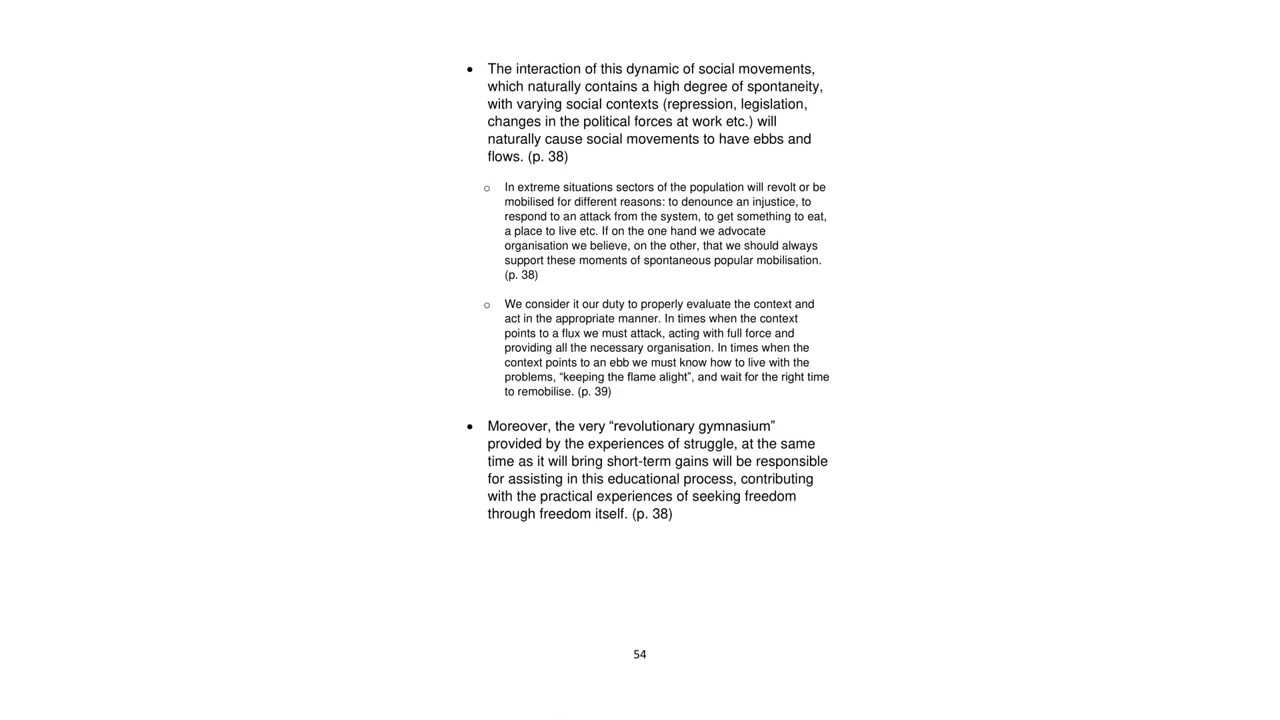 • The interaction of this dynamic of social movements,
which naturally contains a high degree of spontaneity,
with varying social contexts (repression, legislation,
changes in the political forces at work etc.) will
naturally cause social movements to have ebbs and
flows. (p. 38)
o In extreme situations sectors of the population will revolt or be
mobilised for different reasons: to denounce an injustice, to
respond to an attack from the system, to get something to eat,
a place to live etc. If on the one hand we advocate
organisation we believe, on the other, that we should always
support these moments of spontaneous popular mobilisation.
(p. 38)
o We consider it our duty to properly evaluate the context and
act in the appropriate manner. In times when the context
points to a flux we must attack, acting with full force and
providing all the necessary organisation. In times when the
context points to an ebb we must know how to live with the
problems, “keeping the flame alight”, and wait for the right time
to remobilise. (p. 39)
• Moreover, the very “revolutionary gymnasium”
provided by the experiences of struggle, at the same
time as it will bring short-term gains will be responsible
for assisting in this educational process, contributing
with the practical experiences of seeking freedom
through freedom itself. (p. 38)
54